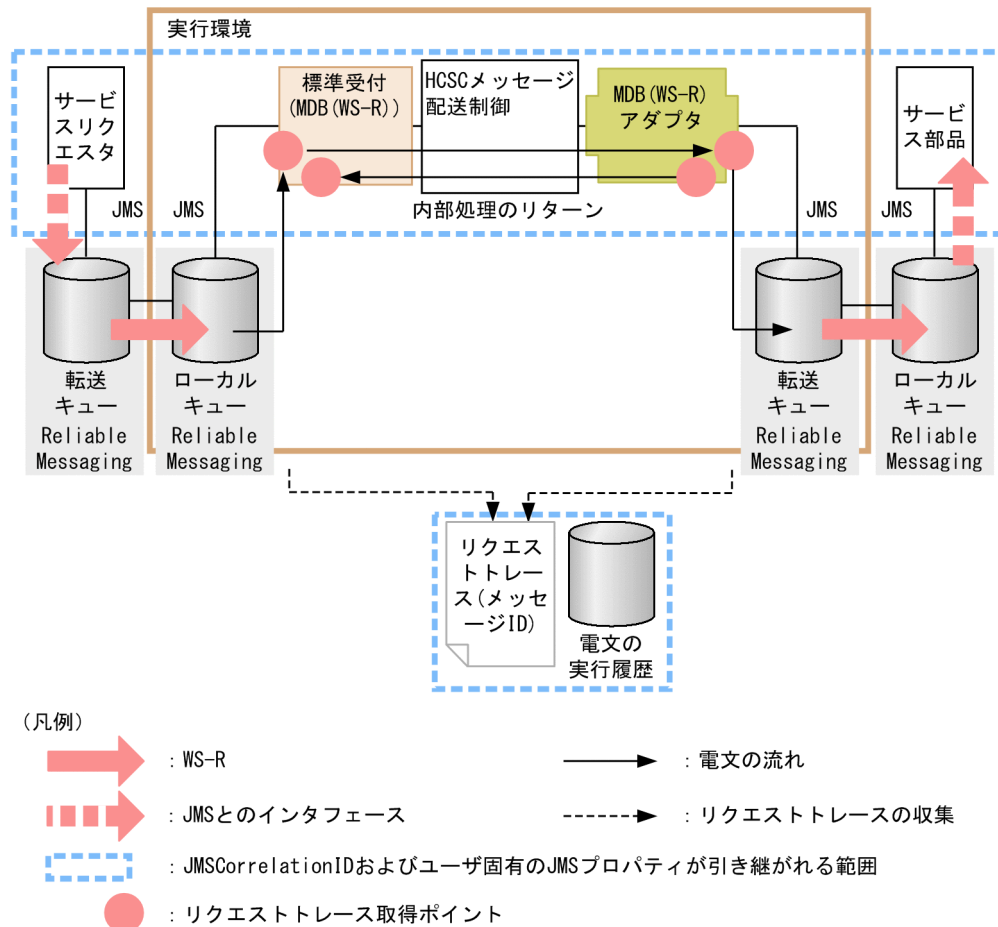 実行環境
サービ
スリク
エスタ
標準受付
(MDB(WS-R))
HCSCメッセージ
配送制御
MDB(WS-R)
アダプタ
サービ
ス部品
内部処理のリターン
JMS
JMS
JMS
JMS
転送
キュー
Reliable
Messaging
ローカル
キュー
Reliable
Messaging
転送
キュー
Reliable
Messaging
ローカル
キュー
Reliable
Messaging
リクエス
トトレー
ス(メッセ
ージID)
電文の
実行履歴
(凡例)
：WS-R
：電文の流れ
：JMSとのインタフェース
：リクエストトレースの収集
：JMSCorrelationIDおよびユーザ固有のJMSプロパティが引き継がれる範囲
：リクエストトレース取得ポイント